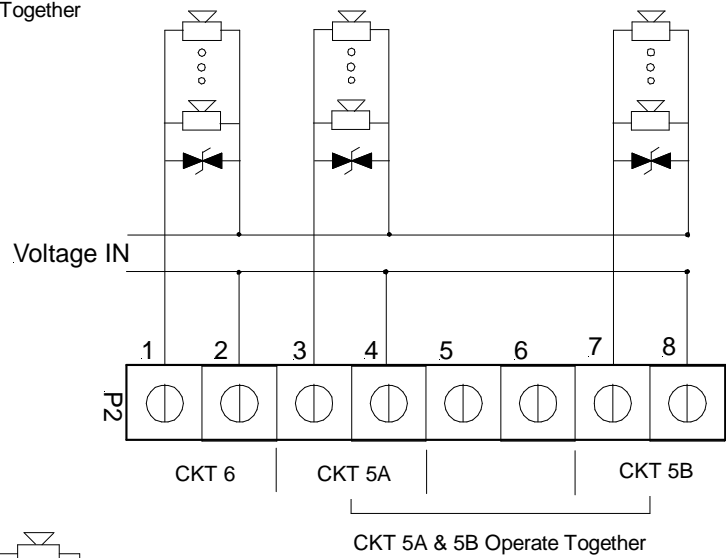 Together
Voltage IN
1 2 3 4 5 6 7 8
P2
CKT 6 CKT 5A CKT 5B
CKT 5A & 5B Operate Together